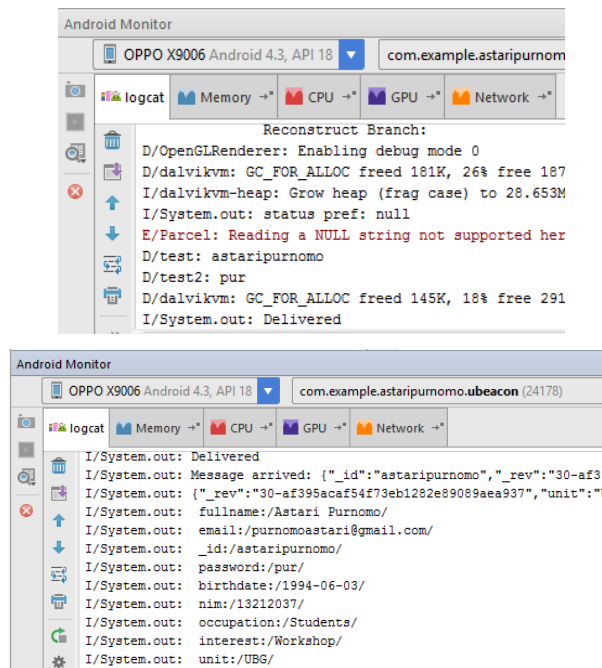 Android Monitor
OPPO X9006 Android 4.3, API 18 com.example.astaripurnom
logcat Memory CPU GPU Network
Reconstruct Branch:
D/OpenGLRenderer: Enabling debug mode 0
D/dalvikvm: GC_FOR_ALLOC freed 181K, 26% free 187
I/dalvikvm-heap: Grow heap (frag case) to 28.653M
I/System.out: status pref: null
E/Parcel: Reading a NULL string not supported her
D/test: astaripurnomo
D/test2: pur
D/dalvikvm: GC_FOR_ALLOC freed 145K, 18% free 291
I/System.out: Delivered
Android Monitor
OPPO X9006 Android 4.3, API 18 com.example.astaripurnomo.ubeacon (24178)
logcat Memory CPU GPU Network
I/System.out: Delivered
I/System.out: Message arrived: {"_id":"astaripurnomo","_rev":"30-af3
I/System.out: {"_rev":"30-af395acaf54f73eb1282e89089aea937","unit":"
I/System.out: fullname:/Astari Purnomo/
I/System.out: email:/purnomoastari@gmail.com/
I/System.out: _id:/astaripurnomo/
I/System.out: password:/pur/
I/System.out: birthdate:/1994-06-03/
I/System.out: nim:/13212037/
I/System.out: occupation:/Students/
I/System.out: interest:/Workshop/
I/System.out: unit:/UBG/